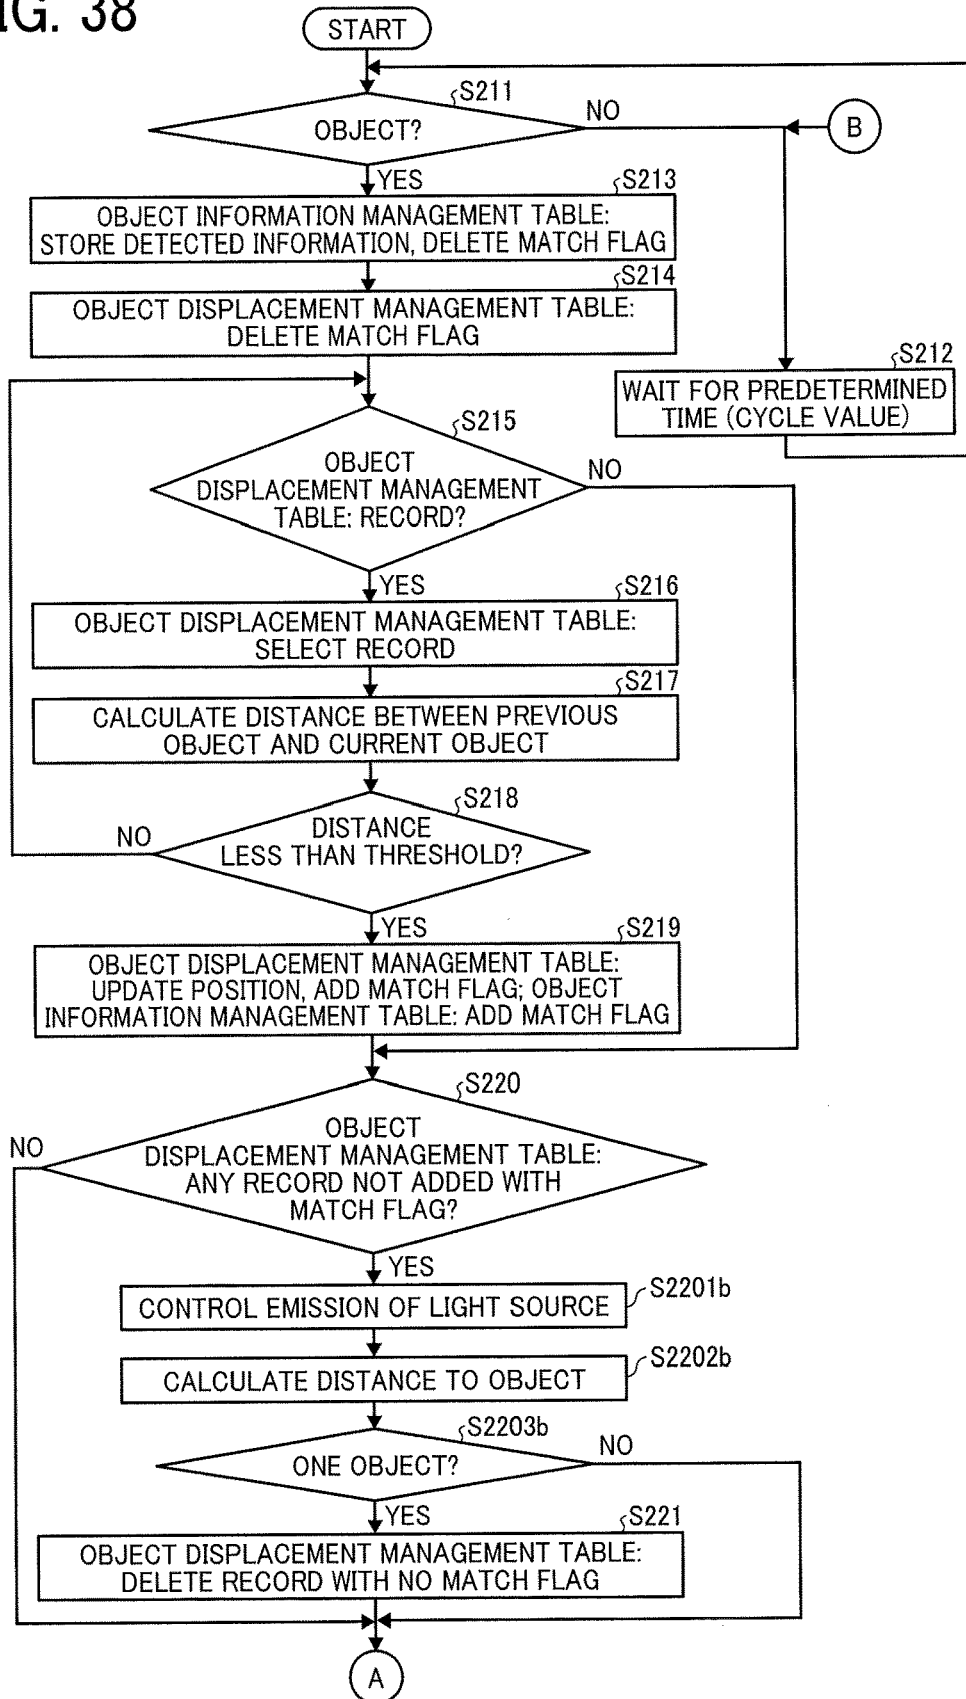 IG. 38
START
S211
OBJECT?
NO
B
YES
S213
OBJECT INFORMATION MANAGEMENT TABLE:
STORE DETECTED INFORMATION, DELETE MATCH FLAG
S214
OBJECT DISPLACEMENT MANAGEMENT TABLE:
DELETE MATCH FLAG
S212
WAIT FOR PREDETERMINED
TIME (CYCLE VALUE)
S215
OBJECT
DISPLACEMENT MANAGEMENT
TABLE: RECORD?
NO
YES
S216
OBJECT DISPLACEMENT MANAGEMENT TABLE:
SELECT RECORD
S217
CALCULATE DISTANCE BETWEEN PREVIOUS
OBJECT AND CURRENT OBJECT
S218
DISTANCE
LESS THAN THRESHOLD?
NO
YES
S219
OBJECT DISPLACEMENT MANAGEMENT TABLE:
UPDATE POSITION, ADD MATCH FLAG; OBJECT
INFORMATION MANAGEMENT TABLE: ADD MATCH FLAG
S220
OBJECT
DISPLACEMENT MANAGEMENT TABLE:
ANY RECORD NOT ADDED WITH
MATCH FLAG?
NO
YES
S2201b
CONTROL EMISSION OF LIGHT SOURCE
S2202b
CALCULATE DISTANCE TO OBJECT
S2203b
ONE OBJECT?
NO
YES
S221
OBJECT DISPLACEMENT MANAGEMENT TABLE:
DELETE RECORD WITH NO MATCH FLAG
A